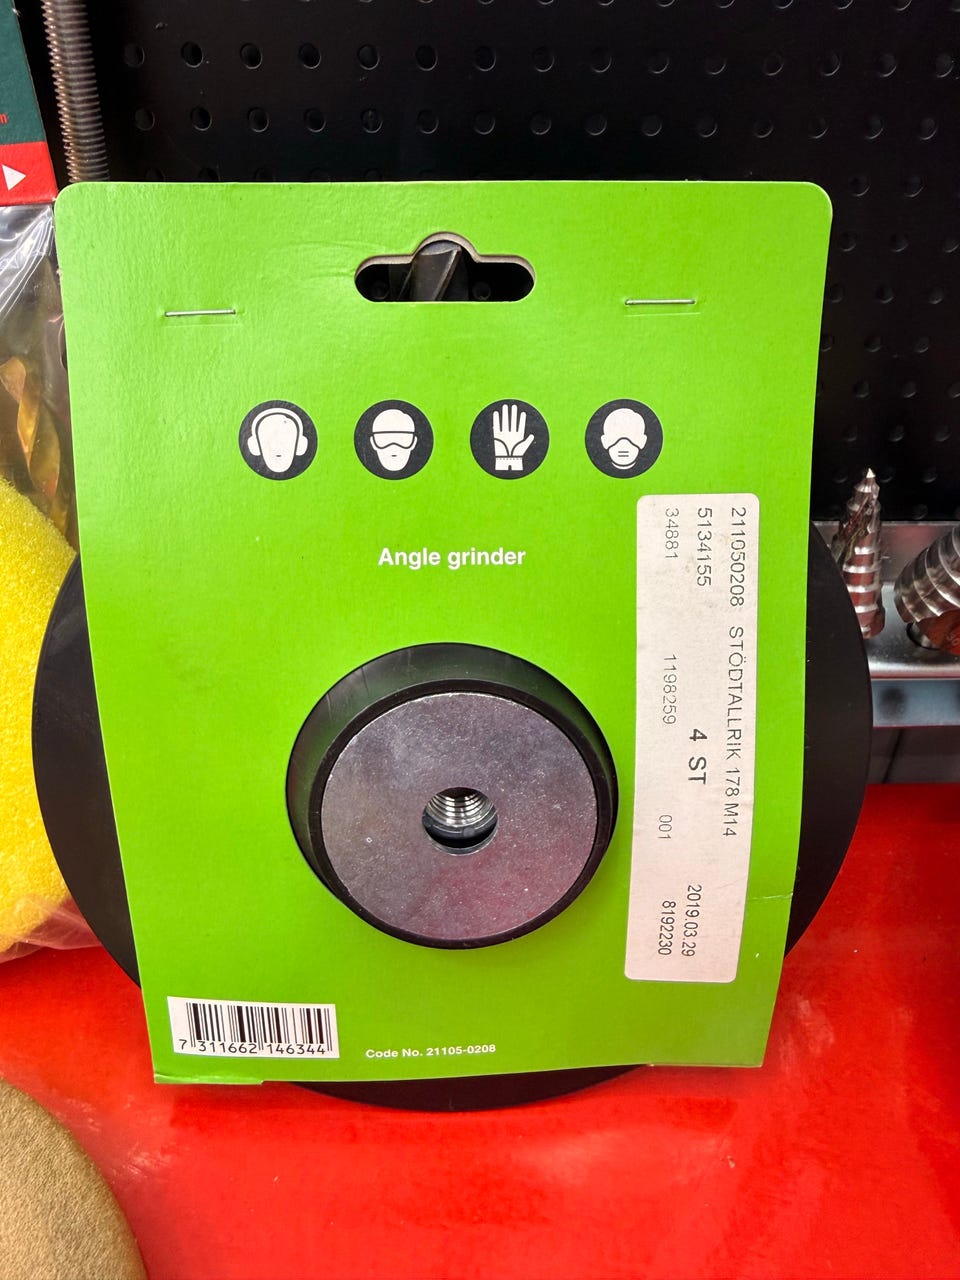 Angle grinder
211050208 STÖDTALLRIK 178 M14
5134155 4 ST 2019.03.29
34881 1198259 001 8192230
7 311662 146344
Code No. 21105-0208